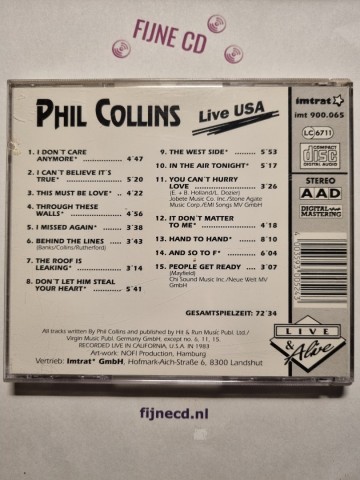 FIJNE CD
PHIL COLLINS
Live USA
imtrat
imt 900.065
LC 6711
COMPACT
disc
DIGITAL AUDIO
STEREO
AAD
DIGITAL
MASTERING
1. I DON´T CARE
ANYMORE* 4´47
2. I CAN´T BELIEVE IT´S
TRUE* 5´20
3. THIS MUST BE LOVE* 4´22
4. THROUGH THESE
WALLS* 5´56
5. I MISSED AGAIN* 3´38
6. BEHIND THE LINES 3´43
(Banks/Collins/Rutherford)
7. THE ROOF IS
LEAKING* 3´14
8. DON´T LET HIM STEAL
YOUR HEART* 5´41
9. THE WEST SIDE* 5´53
10. IN THE AIR TONIGHT* 5´17
11. YOU CAN´T HURRY
LOVE 3´26
(E. + B. Holland/L. Dozier)
Jobete Music Corp. Inc/Stone Agate
Music Corp./EMI Songs MV GmbH
12. IT DON´T MATTER
TO ME* 4´18
13. HAND TO HAND* 8´10
14. AND SO TO F* 6´04
15. PEOPLE GET READY 3´07
(Mayfield)
Chi Sound Music Inc./Neue Welt MV
GmbH
GESAMTSPIELZEIT: 72´34
All tracks written by Phil Collins and published by Hit & Run Music Publ. Ltd./
Virgin Music Publ. Germany GmbH, except no. 6, 11, 15.
RECORDED LIVE IN CALIFORNIA, U.S.A. IN 1983
Art-work: NOFI Production, Hamburg
Vertrieb: Imtrat* GmbH, Hofmark-Aich-Straße 6, 8300 Landshut
LIVE
&
Alive
fijnecd.nl